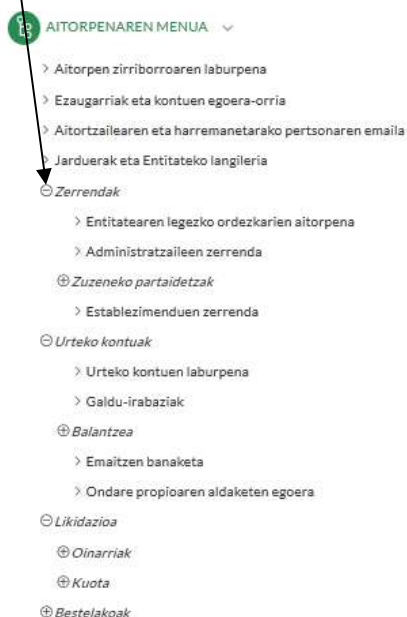 AITORPENAREN MENUA
Aitorpen zirriborroaren laburpena
Ezaugarriak eta kontuen egoera-orria
Aitortzailearen eta harremanetarako pertsonaren emaila
Jarduerak eta Entitateko langileria
Zerrendak
Entitatearen legezko ordezkarien aitorpena
Administratzaileen zerrenda
Zuzeneko partaidetzak
Establezimenduen zerrenda
Urteko kontuak
Urteko kontuen laburpena
Galdu-irabaziak
Balantzea
Emaitzen banaketa
Ondare propioaren aldaketen egoera
Likidazioa
Oinarriak
Kuota
Bestelakoak